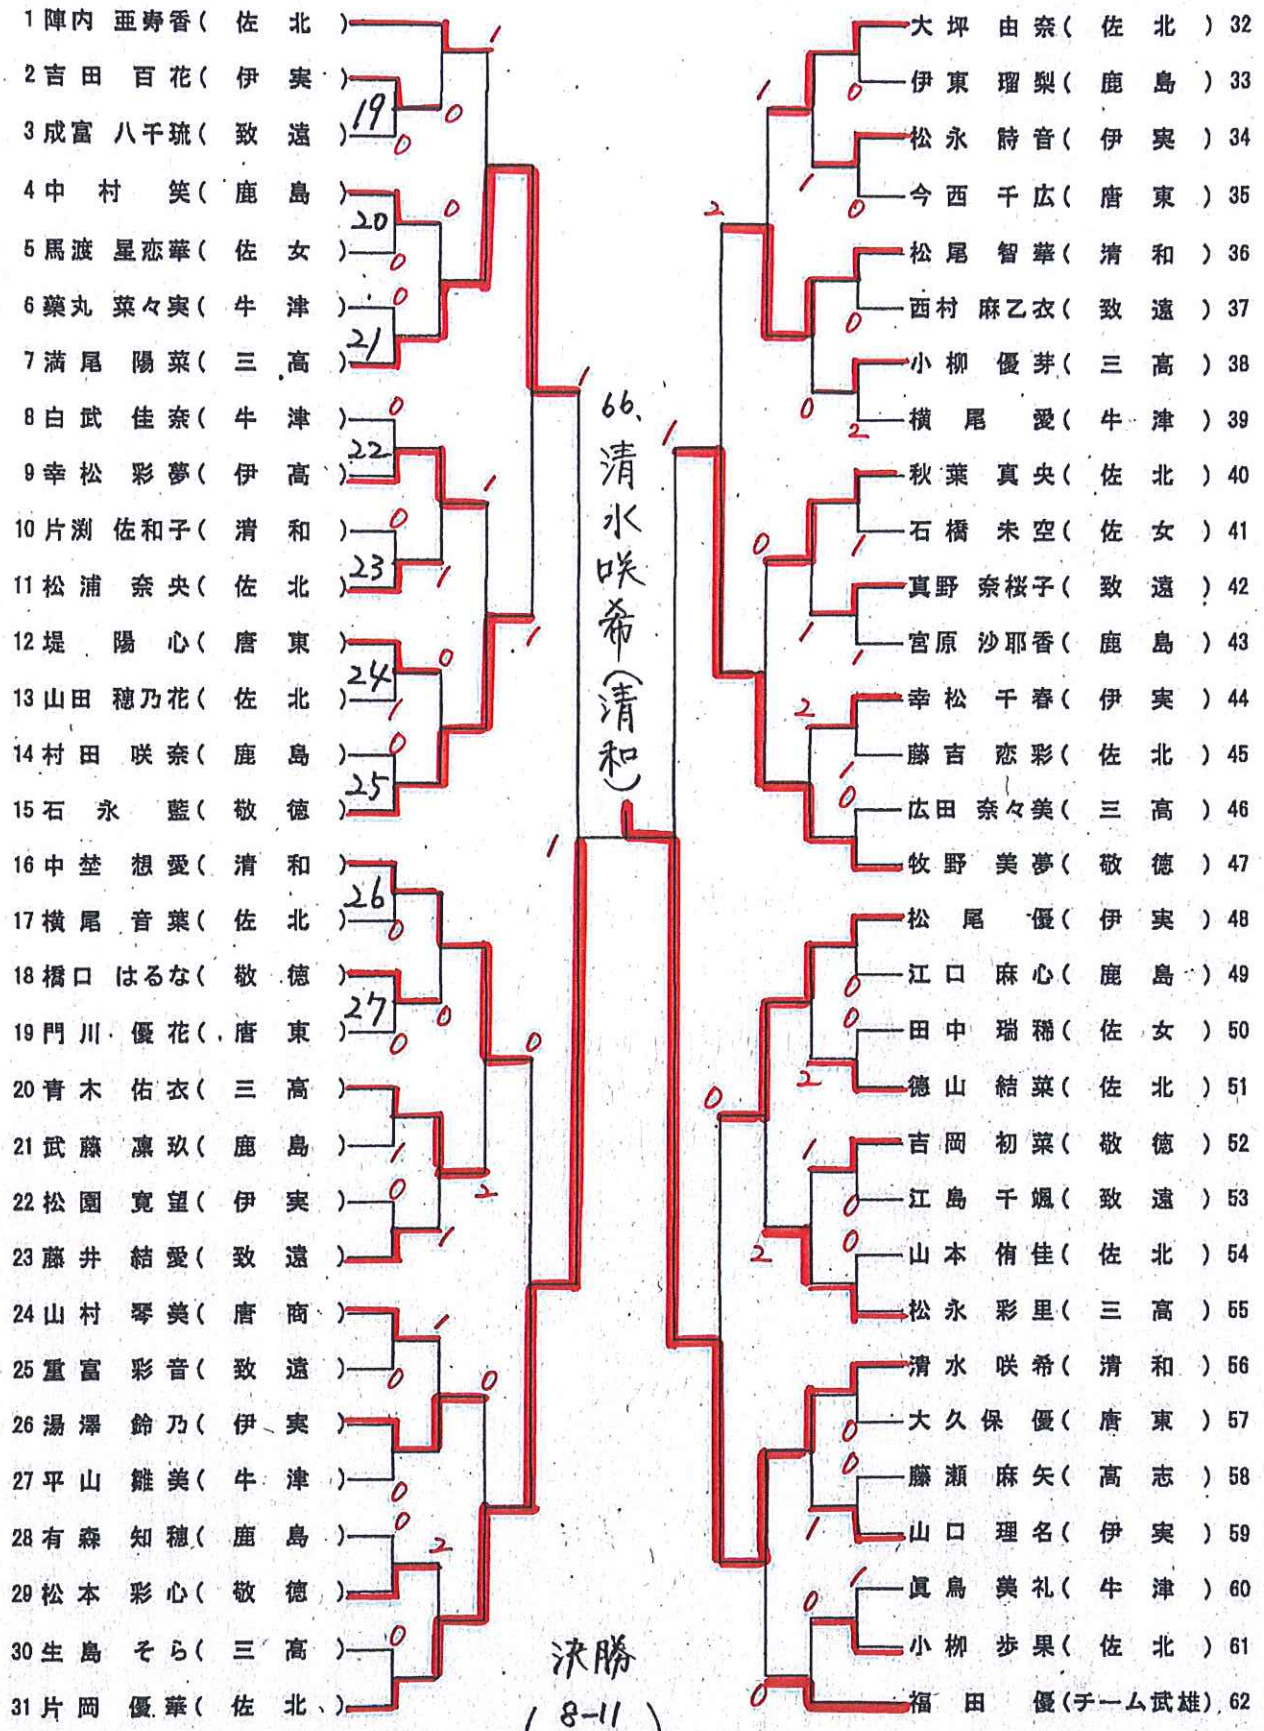 1 陣内 亜寿香( 佐 北 )
2 吉田 百花( 伊 実 )
3 成富 八千琉( 致 遠 )
4 中 村 笑( 鹿 島 )
5 馬渡 星恋華( 佐 女 )
6 薬丸 菜々実( 牛 津 )
7 満尾 陽菜( 三 高 )
8 白武 佳奈( 牛 津 )
9 幸松 彩夢( 伊 高 )
10 片渕 佐和子( 清 和 )
11 松浦 奈央( 佐 北 )
12 堤 陽心( 唐 東 )
13 山田 穂乃花( 佐 北 )
14 村田 咲奈( 鹿 島 )
15 石 永 藍( 敬 徳 )
16 中埜 想愛( 清 和 )
17 横尾 音葉( 佐 北 )
18 橋口 はるな( 敬 徳 )
19 門川 優花( 唐 東 )
20 青木 佑衣( 三 高 )
21 武藤 凛玖( 鹿 島 )
22 松園 寛望( 伊 実 )
23 藤井 結愛( 致 遠 )
24 山村 琴美( 唐 商 )
25 重富 彩音( 致 遠 )
26 湯澤 鈴乃( 伊 実 )
27 平山 雛美( 牛 津 )
28 有森 知穂( 鹿 島 )
29 松本 彩心( 敬 徳 )
30 生島 そら( 三 高 )
31 片岡 優華( 佐 北 )
19
20
21
22
23
24
25
26
27
66.
清水咲希(清和)
決勝
( 8-11 )
大坪 由奈( 佐 北 ) 32
伊東 瑠梨( 鹿 島 ) 33
松永 詩音( 伊 実 ) 34
今西 千広( 唐 東 ) 35
松尾 智華( 清 和 ) 36
西村 麻乙衣( 致 遠 ) 37
小柳 優芽( 三 高 ) 38
横 尾 愛( 牛 津 ) 39
秋葉 真央( 佐 北 ) 40
石橋 未空( 佐 女 ) 41
真野 奈桜子( 致 遠 ) 42
宮原 沙耶香( 鹿 島 ) 43
幸松 千春( 伊 実 ) 44
藤吉 恋彩( 佐 北 ) 45
広田 奈々美( 三 高 ) 46
牧野 美夢( 敬 徳 ) 47
松 尾 優( 伊 実 ) 48
江口 麻心( 鹿 島 ) 49
田中 瑞稀( 佐 女 ) 50
徳山 結菜( 佐 北 ) 51
吉岡 初菜( 敬 徳 ) 52
江島 千颯( 致 遠 ) 53
山本 侑佳( 佐 北 ) 54
松永 彩里( 三 高 ) 55
清水 咲希( 清 和 ) 56
大久保 優( 唐 東 ) 57
藤瀬 麻矢( 高 志 ) 58
山口 理名( 伊 実 ) 59
眞鳥 美礼( 牛 津 ) 60
小柳 歩果( 佐 北 ) 61
福 田 優(チーム武雄) 62